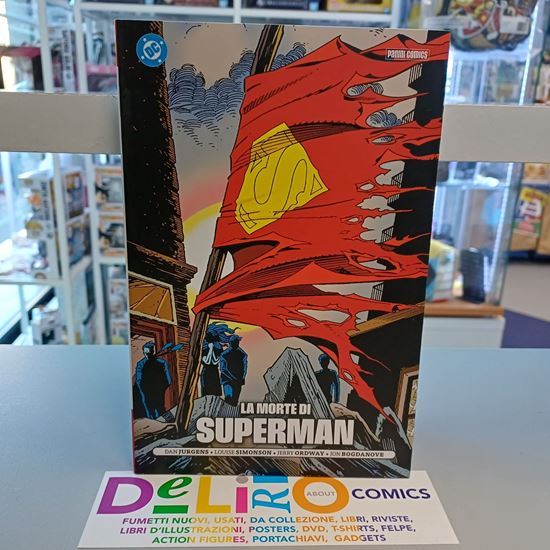 DC
PANINI COMICS
S
LA MORTE DI
SUPERMAN
DAN JURGENS • LOUISE SIMONSON • JERRY ORDWAY • JON BOGDANOVE
DeLiRiO ABOUT COMICS
FUMETTI NUOVI, USATI, DA COLLEZIONE, LIBRI, RIVISTE,
LIBRI D'ILLUSTRAZIONI, POSTERS, DVD, T-SHIRTS, FELPE,
ACTION FIGURES, PORTACHIAVI, GADGETS